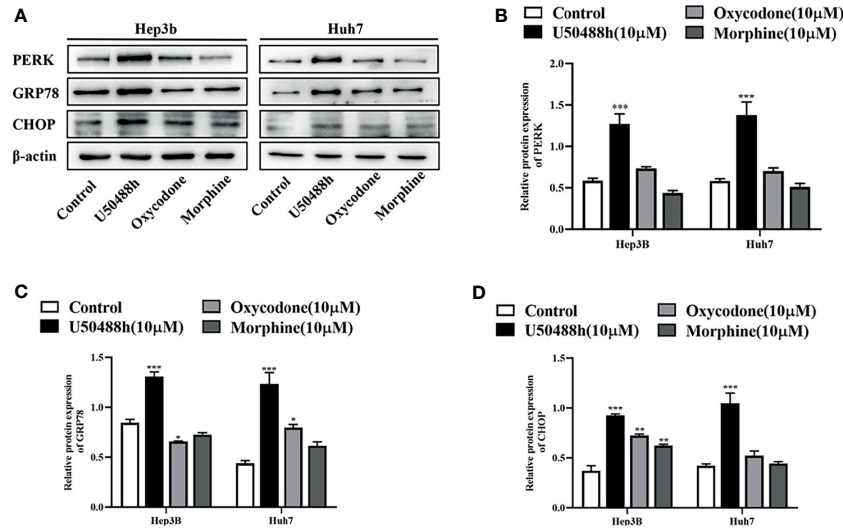 A
Hep3b
Huh7
PERK
GRP78
CHOP
β-actin
Control
U50488h
Oxycodone
Morphine
Control
U50488h
Oxycodone
Morphine
B
Control
Oxycodone(10μM)
U50488h(10μM)
Morphine(10μM)
Relative protein expression
of PERK
2.0
1.5
1.0
0.5
0.0
***
***
Hep3B
Huh7
C
Control
Oxycodone(10μM)
U50488h(10μM)
Morphine(10μM)
Relative protein expression
of GRP78
1.5
1.0
0.5
0.0
***
*
***
*
Hep3B
Huh7
D
Control
Oxycodone(10μM)
U50488h(10μM)
Morphine(10μM)
Relative protein expression
of CHOP
1.5
1.0
0.5
0.0
***
**
**
***
Hep3B
Huh7